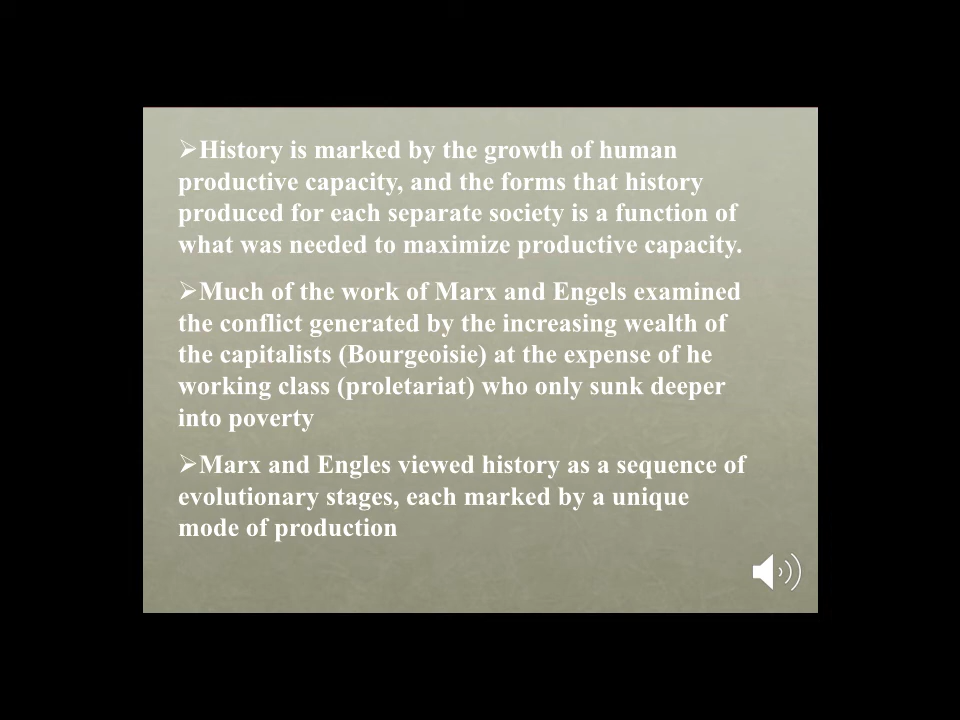 ➢History is marked by the growth of human
productive capacity, and the forms that history
produced for each separate society is a function of
what was needed to maximize productive capacity.
➢Much of the work of Marx and Engels examined
the conflict generated by the increasing wealth of
the capitalists (Bourgeoisie) at the expense of he
working class (proletariat) who only sunk deeper
into poverty
➢Marx and Engles viewed history as a sequence of
evolutionary stages, each marked by a unique
mode of production